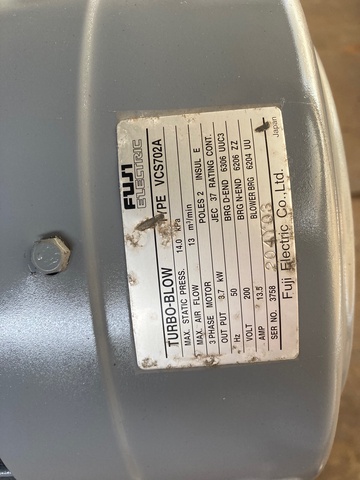 FUJI
ELECTRIC
TURBO-BLOW TYPE VCS702A
MAX. STATIC PRESS. 14.0 kPa
MAX. AIR FLOW 13 m³/min
3 PHASE MOTOR POLES 2 INSUL E
OUT PUT 3.7 kW JEC 37 RATING CONT.
Hz 50 BRG D-END 6306 UUC3
VOLT 200 BRG N-END 6206 ZZ
AMP 13.5 BLOWER BRG 6204 UU
SER NO. 3758
Fuji Electric Co.,Ltd. Japan